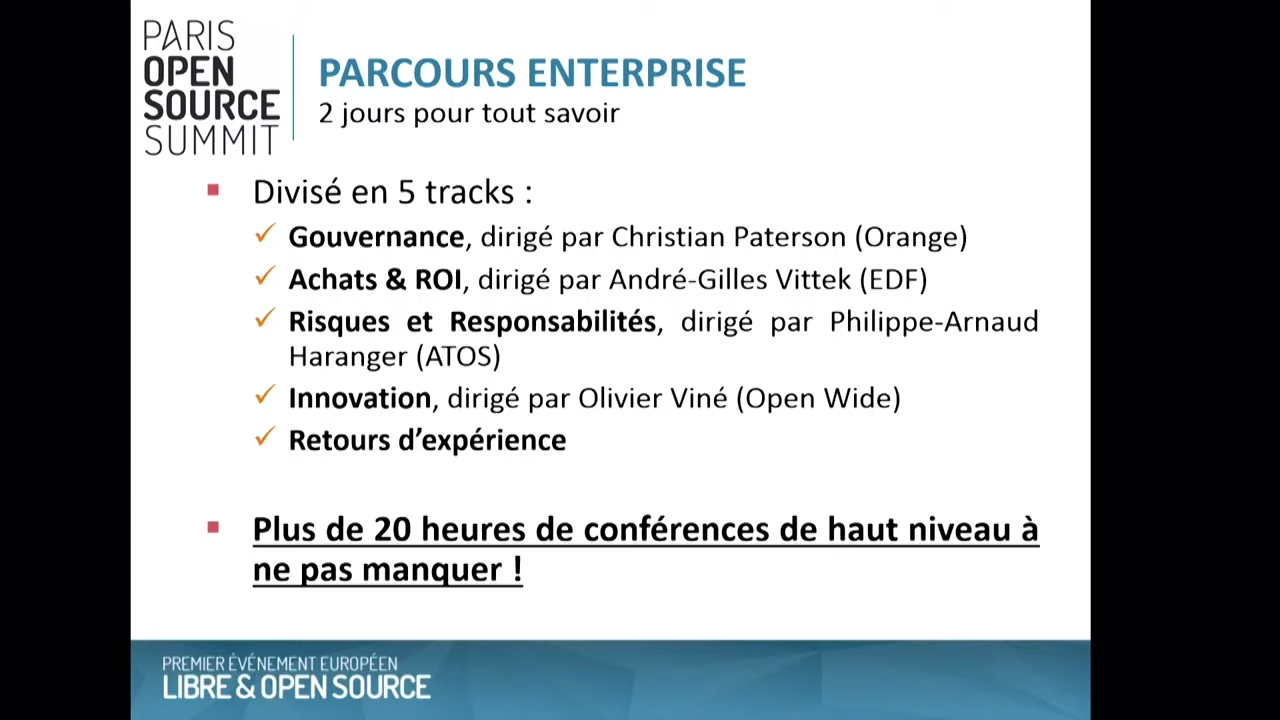 PARIS
OPEN
SOURCE
SUMMIT
PARCOURS ENTERPRISE
2 jours pour tout savoir
Divisé en 5 tracks :
Gouvernance, dirigé par Christian Paterson (Orange)
Achats & ROI, dirigé par André-Gilles Vittek (EDF)
Risques et Responsabilités, dirigé par Philippe-Arnaud
Haranger (ATOS)
Innovation, dirigé par Olivier Viné (Open Wide)
Retours d’expérience
Plus de 20 heures de conférences de haut niveau à
ne pas manquer !
PREMIER ÉVÉNEMENT EUROPÉEN
LIBRE & OPEN SOURCE